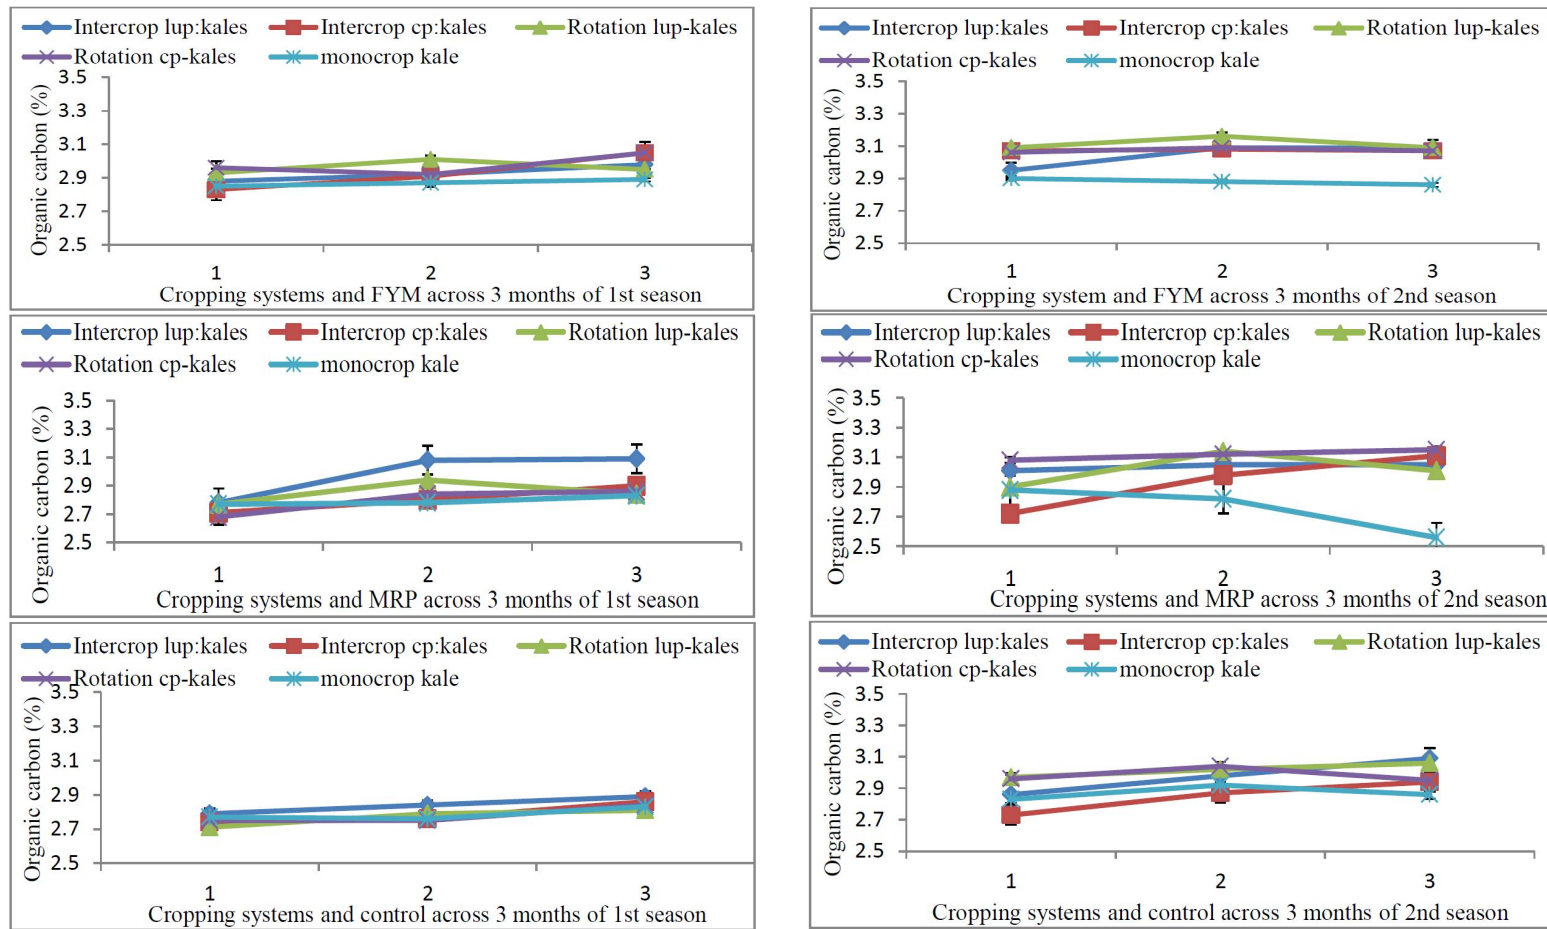 Intercrop lup:kales Intercrop cp:kales Rotation lup-kales
Rotation cp-kales monocrop kale
Organic carbon (%)
3.5
3.3
3.1
2.9
2.7
2.5
1 2 3
Cropping systems and FYM across 3 months of 1st season
Intercrop lup:kales Intercrop cp:kales Rotation lup-kales
Rotation cp-kales monocrop kale
Organic carbon (%)
3.5
3.3
3.1
2.9
2.7
2.5
1 2 3
Cropping system and FYM across 3 months of 2nd season
Intercrop lup:kales Intercrop cp:kales Rotation lup-kales
Rotation cp-kales monocrop kale
Organic carbon (%)
3.5
3.3
3.1
2.9
2.7
2.5
1 2 3
Cropping systems and MRP across 3 months of 1st season
Intercrop lup:kales Intercrop cp:kales Rotation lup-kales
Rotation cp-kales monocrop kale
Organic carbon (%)
3.5
3.3
3.1
2.9
2.7
2.5
1 2 3
Cropping systems and MRP across 3 months of 2nd season
Intercrop lup:kales Intercrop cp:kales Rotation lup-kales
Rotation cp-kales monocrop kale
Organic carbon (%)
3.5
3.3
3.1
2.9
2.7
2.5
1 2 3
Cropping systems and control across 3 months of 1st season
Intercrop lup:kales Intercrop cp:kales Rotation lup-kales
Rotation cp-kales monocrop kale
Organic carbon (%)
3.5
3.3
3.1
2.9
2.7
2.5
1 2 3
Cropping systems and control across 3 months of 2nd season